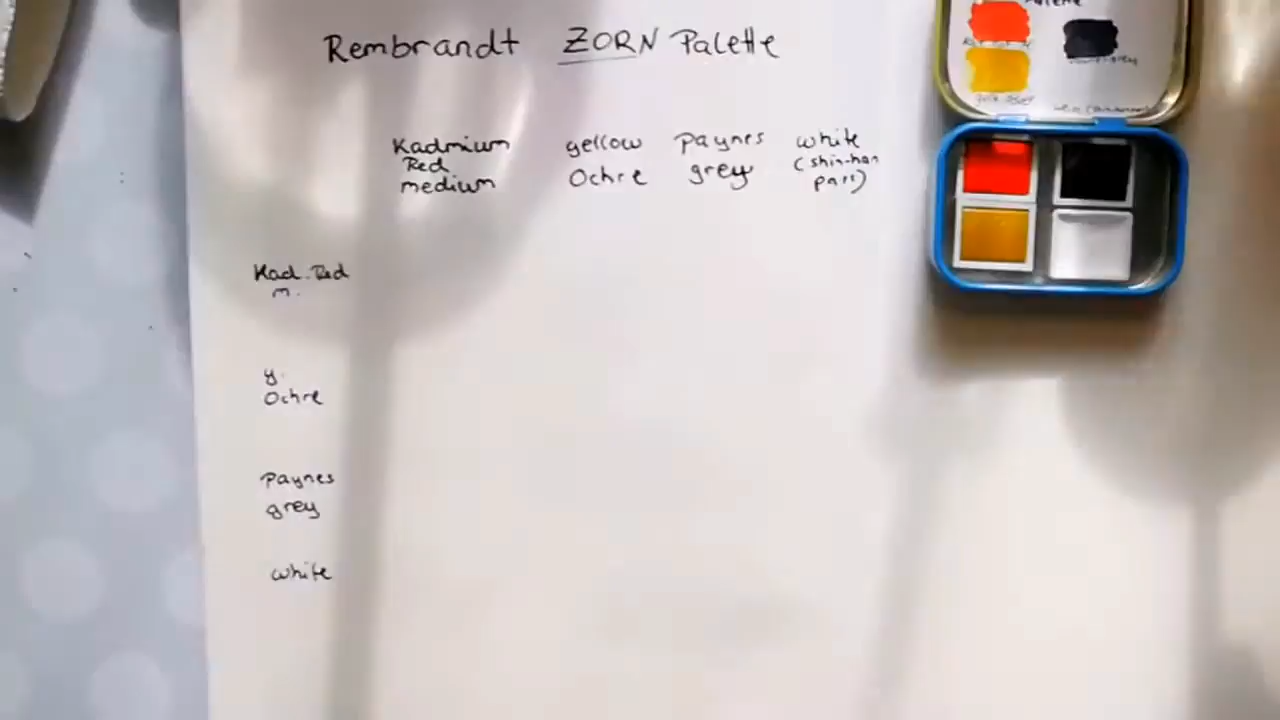 Rembrandt ZORN Palette
Kadmium yellow paynes white
Red Ochre grey (shin-han
medium pass)
Kad. Red
m.
y.
Ochre
Paynes
grey
white
Palette